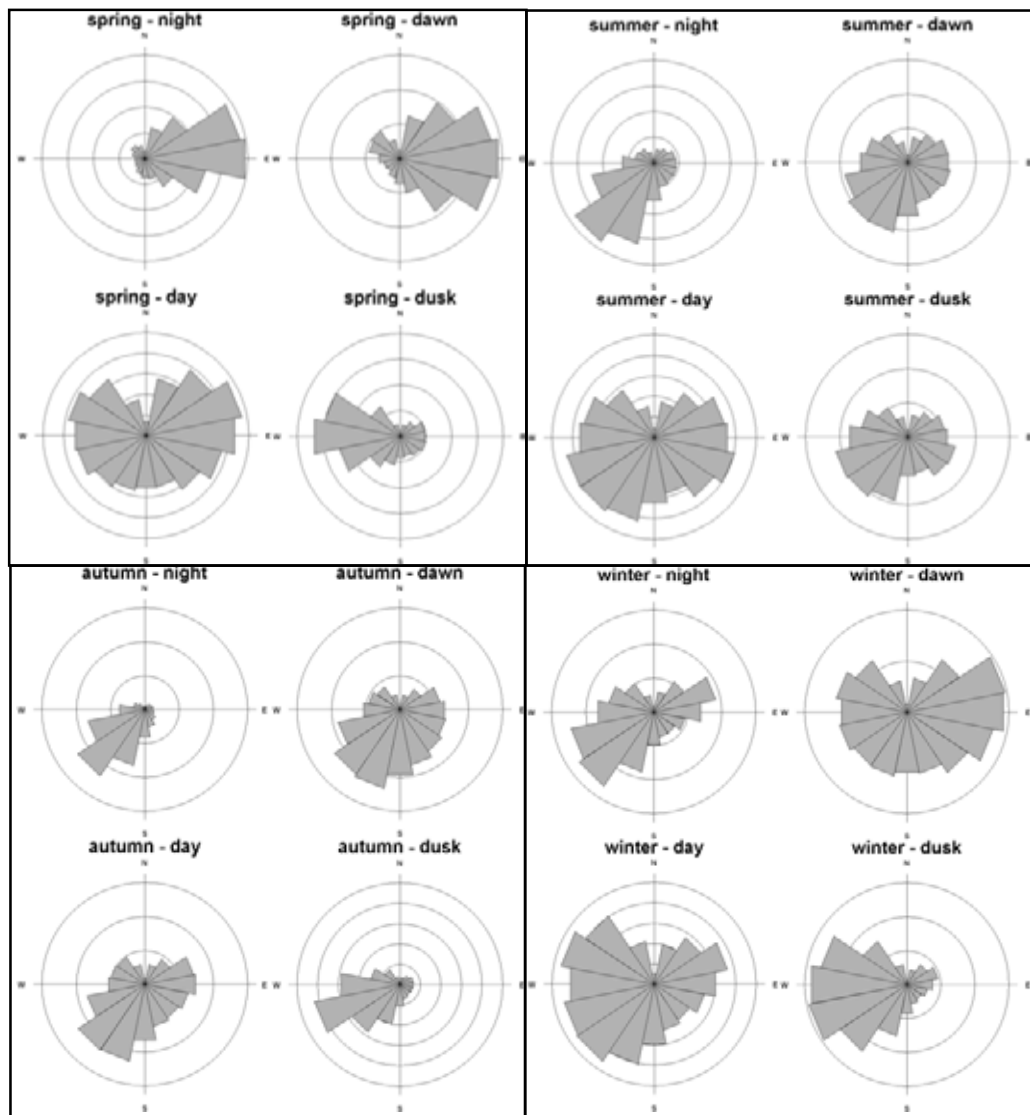 spring - night
N
W E
S
spring - dawn
N
W E
S
spring - day
N
W E
S
spring - dusk
N
W E
S
summer - night
N
W E
S
summer - dawn
N
W E
S
summer - day
N
W E
S
summer - dusk
N
W E
S
autumn - night
N
W E
S
autumn - dawn
N
W E
S
autumn - day
N
W E
S
autumn - dusk
N
W E
S
winter - night
N
W E
S
winter - dawn
N
W E
S
winter - day
N
W E
S
winter - dusk
N
W E
S